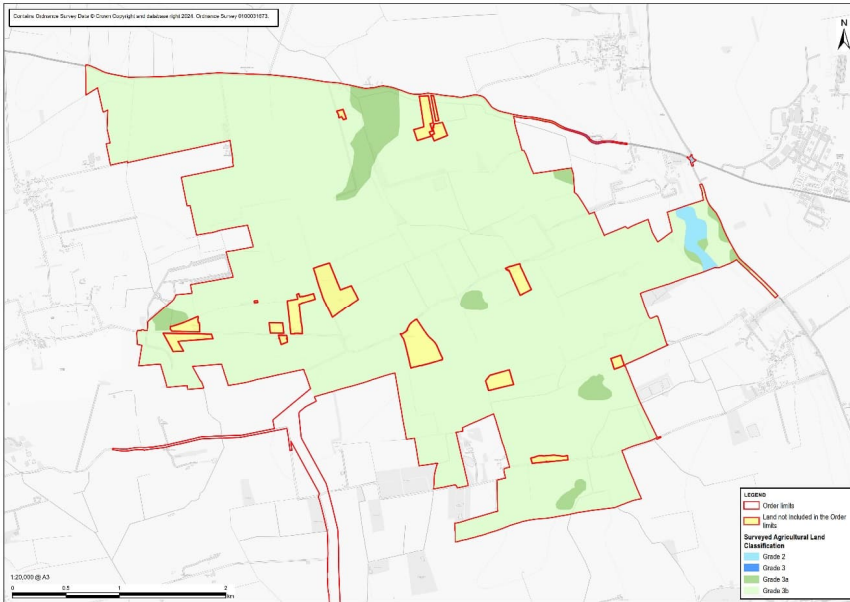 Contains Ordnance Survey Data © Crown Copyright and database right 2024. Ordnance Survey 0100031673.
N
LEGEND
Order limits
Land not Included in the Order
limits
Surveyed Agricultural Land
Classification
Grade 2
Grade 3
Grade 3a
Grade 3b
1:20,000 @ A3
0 0.5 1 2
km